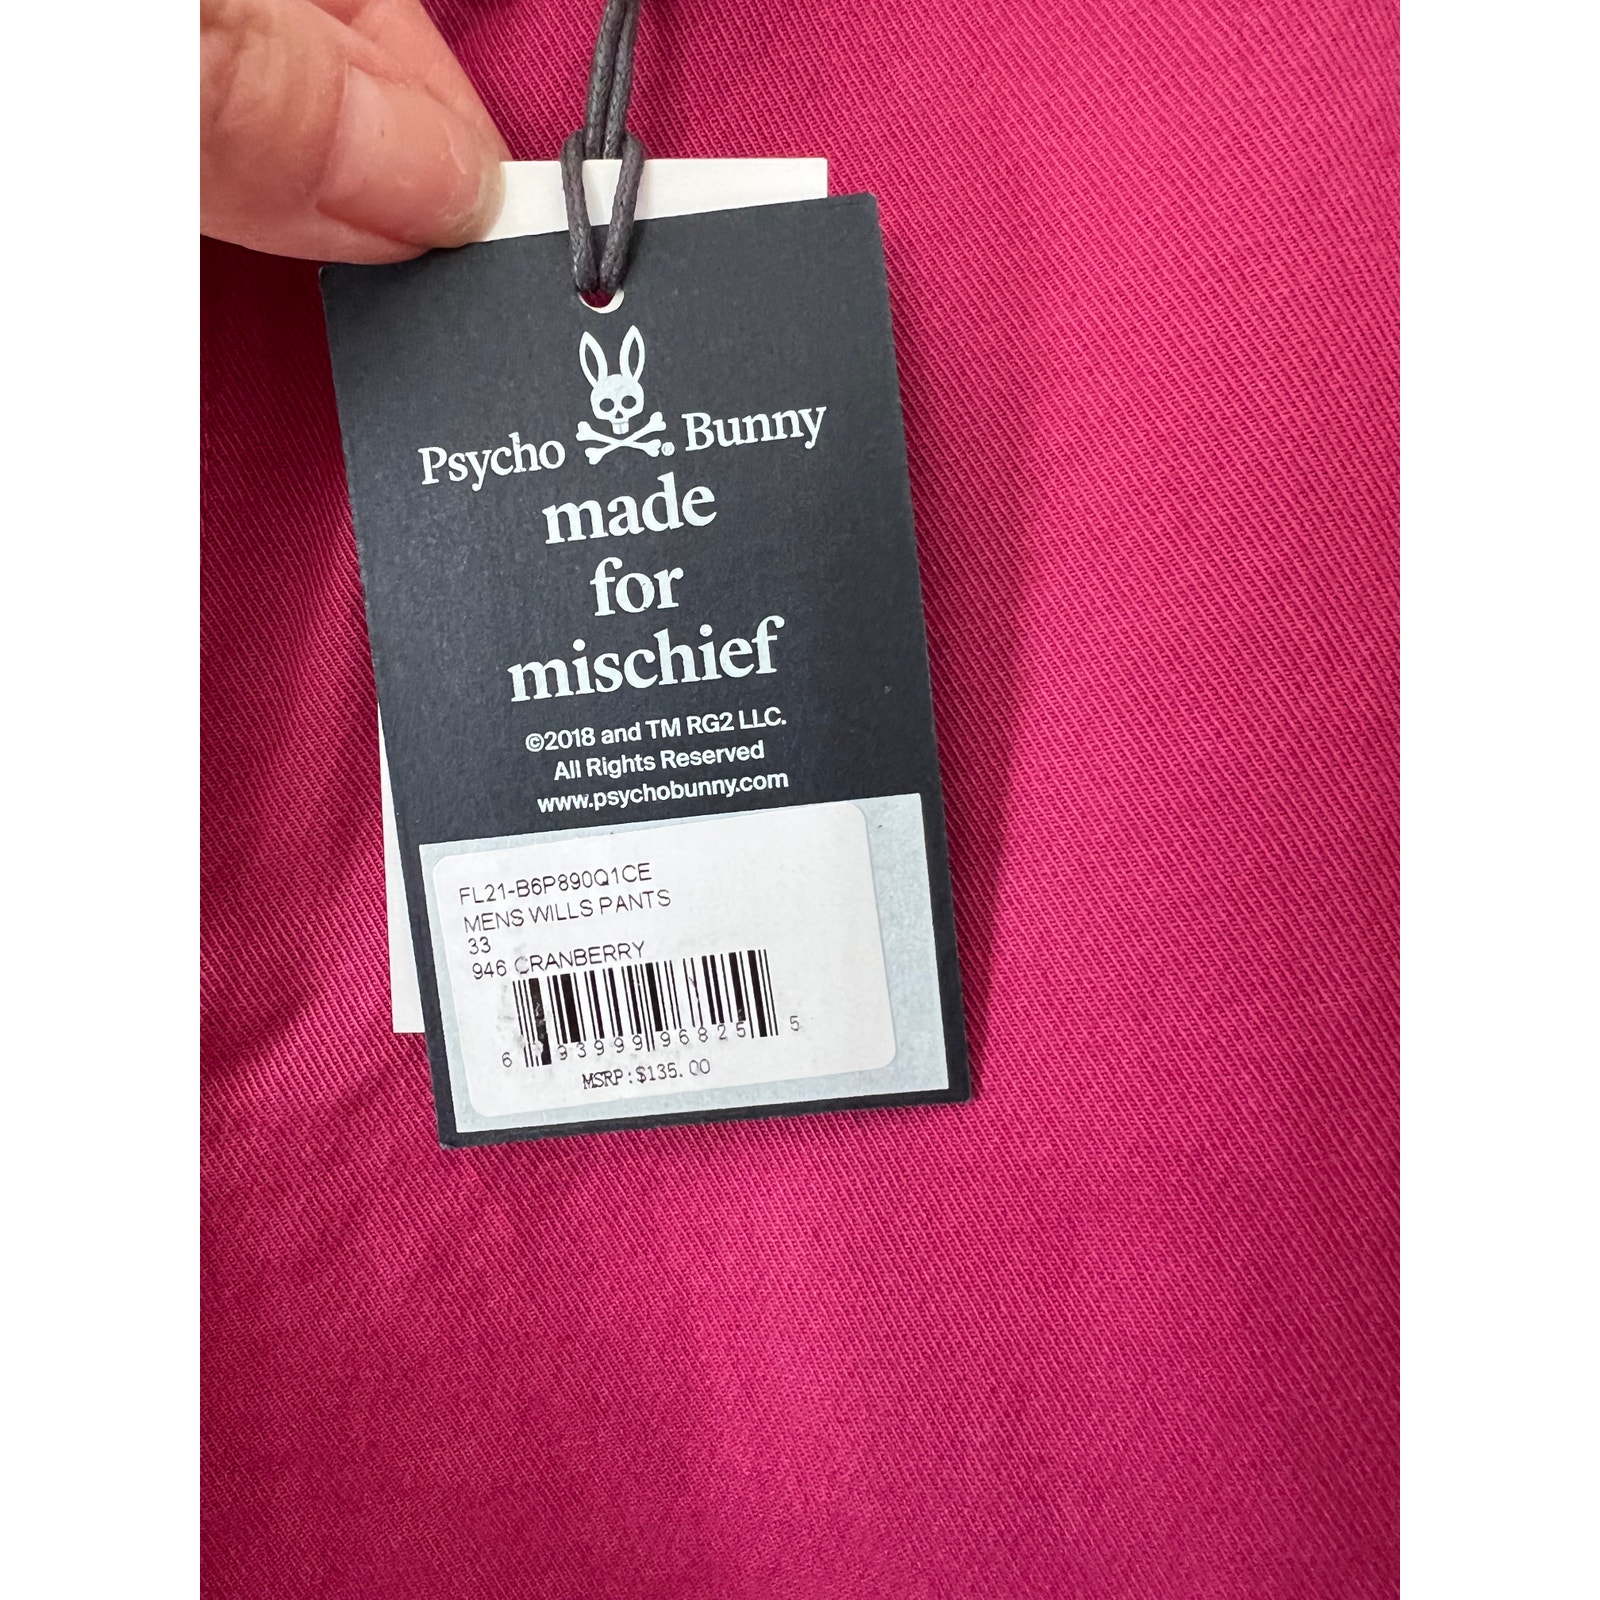 Psycho ® Bunny
made
for
mischief
©2018 and TM RG2 LLC.
All Rights Reserved
www.psychobunny.com
FL21-B6P890Q1CE
MENS WILLS PANTS
33
946 CRANBERRY
6 93999 96825 5
MSRP:$135.00